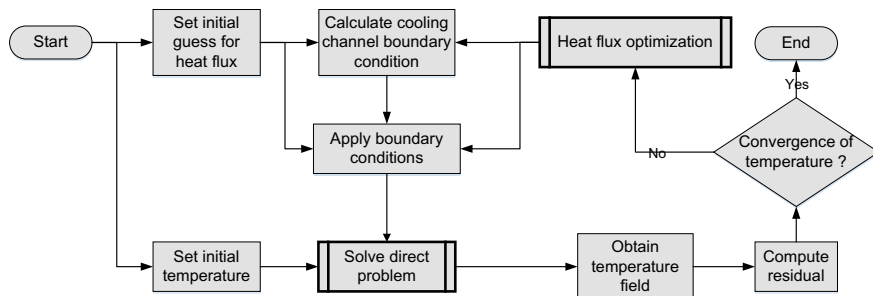 Start
Set initial
guess for
heat flux
Calculate cooling
channel boundary
condition
Heat flux optimization
End
Yes
Apply boundary
conditions
No
Convergence of
temperature ?
Set initial
temperature
Solve direct
problem
Obtain
temperature
field
Compute
residual